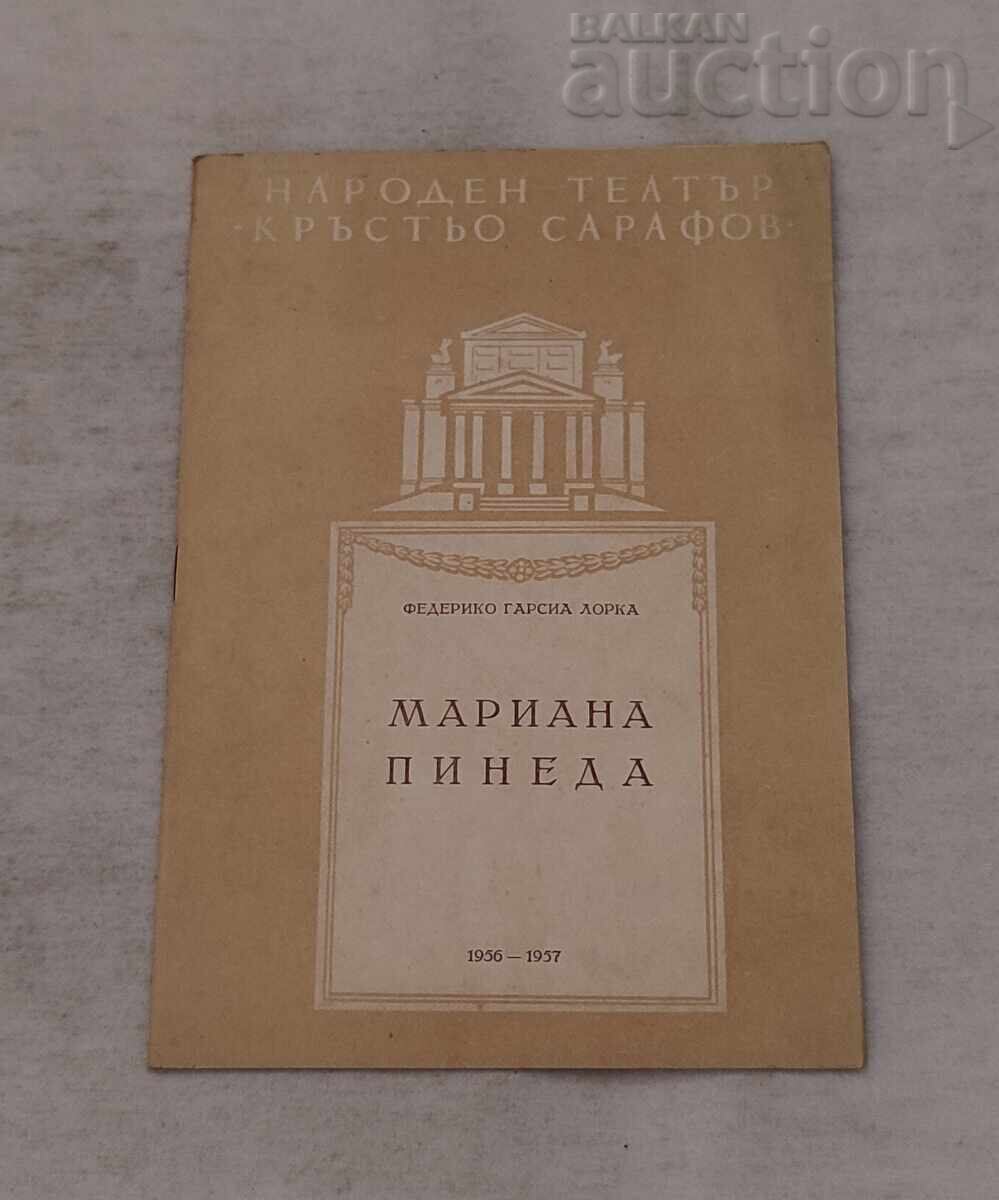 BALKAN
auction
НАРОДЕН ТЕАТЪР
·КРЪСТЬО САРАФОВ·
ФЕДЕРИКО ГАРСИА ЛОРКА
МАРИАНА
ПИНЕДА
1956 — 1957